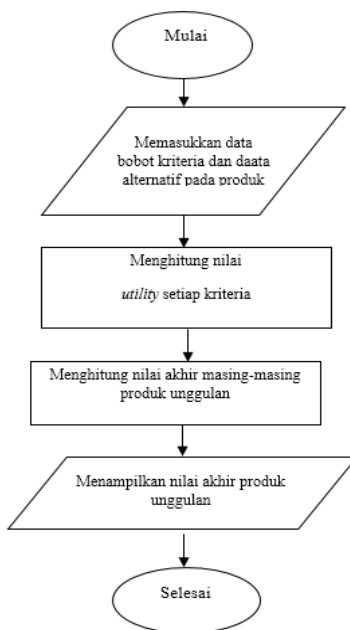 Mulai
Memasukkan data
bobot kriteria dan daata
alternatif pada produk
Menghitung nilai
utility setiap kriteria
Menghitung nilai akhir masing-masing
produk unggulan
Menampilkan nilai akhir produk
unggulan
Selesai